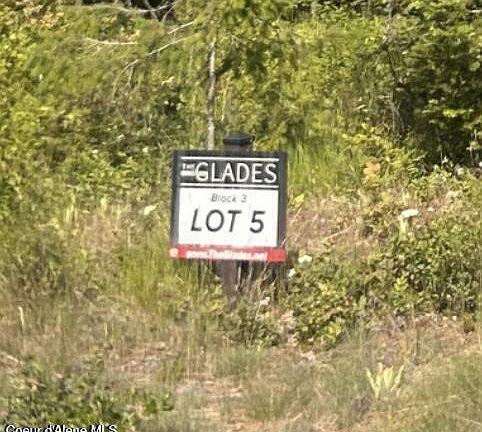 THE GLADES
Block 3
LOT 5
www.TheGlades.net
Coeur d'Alene MLS